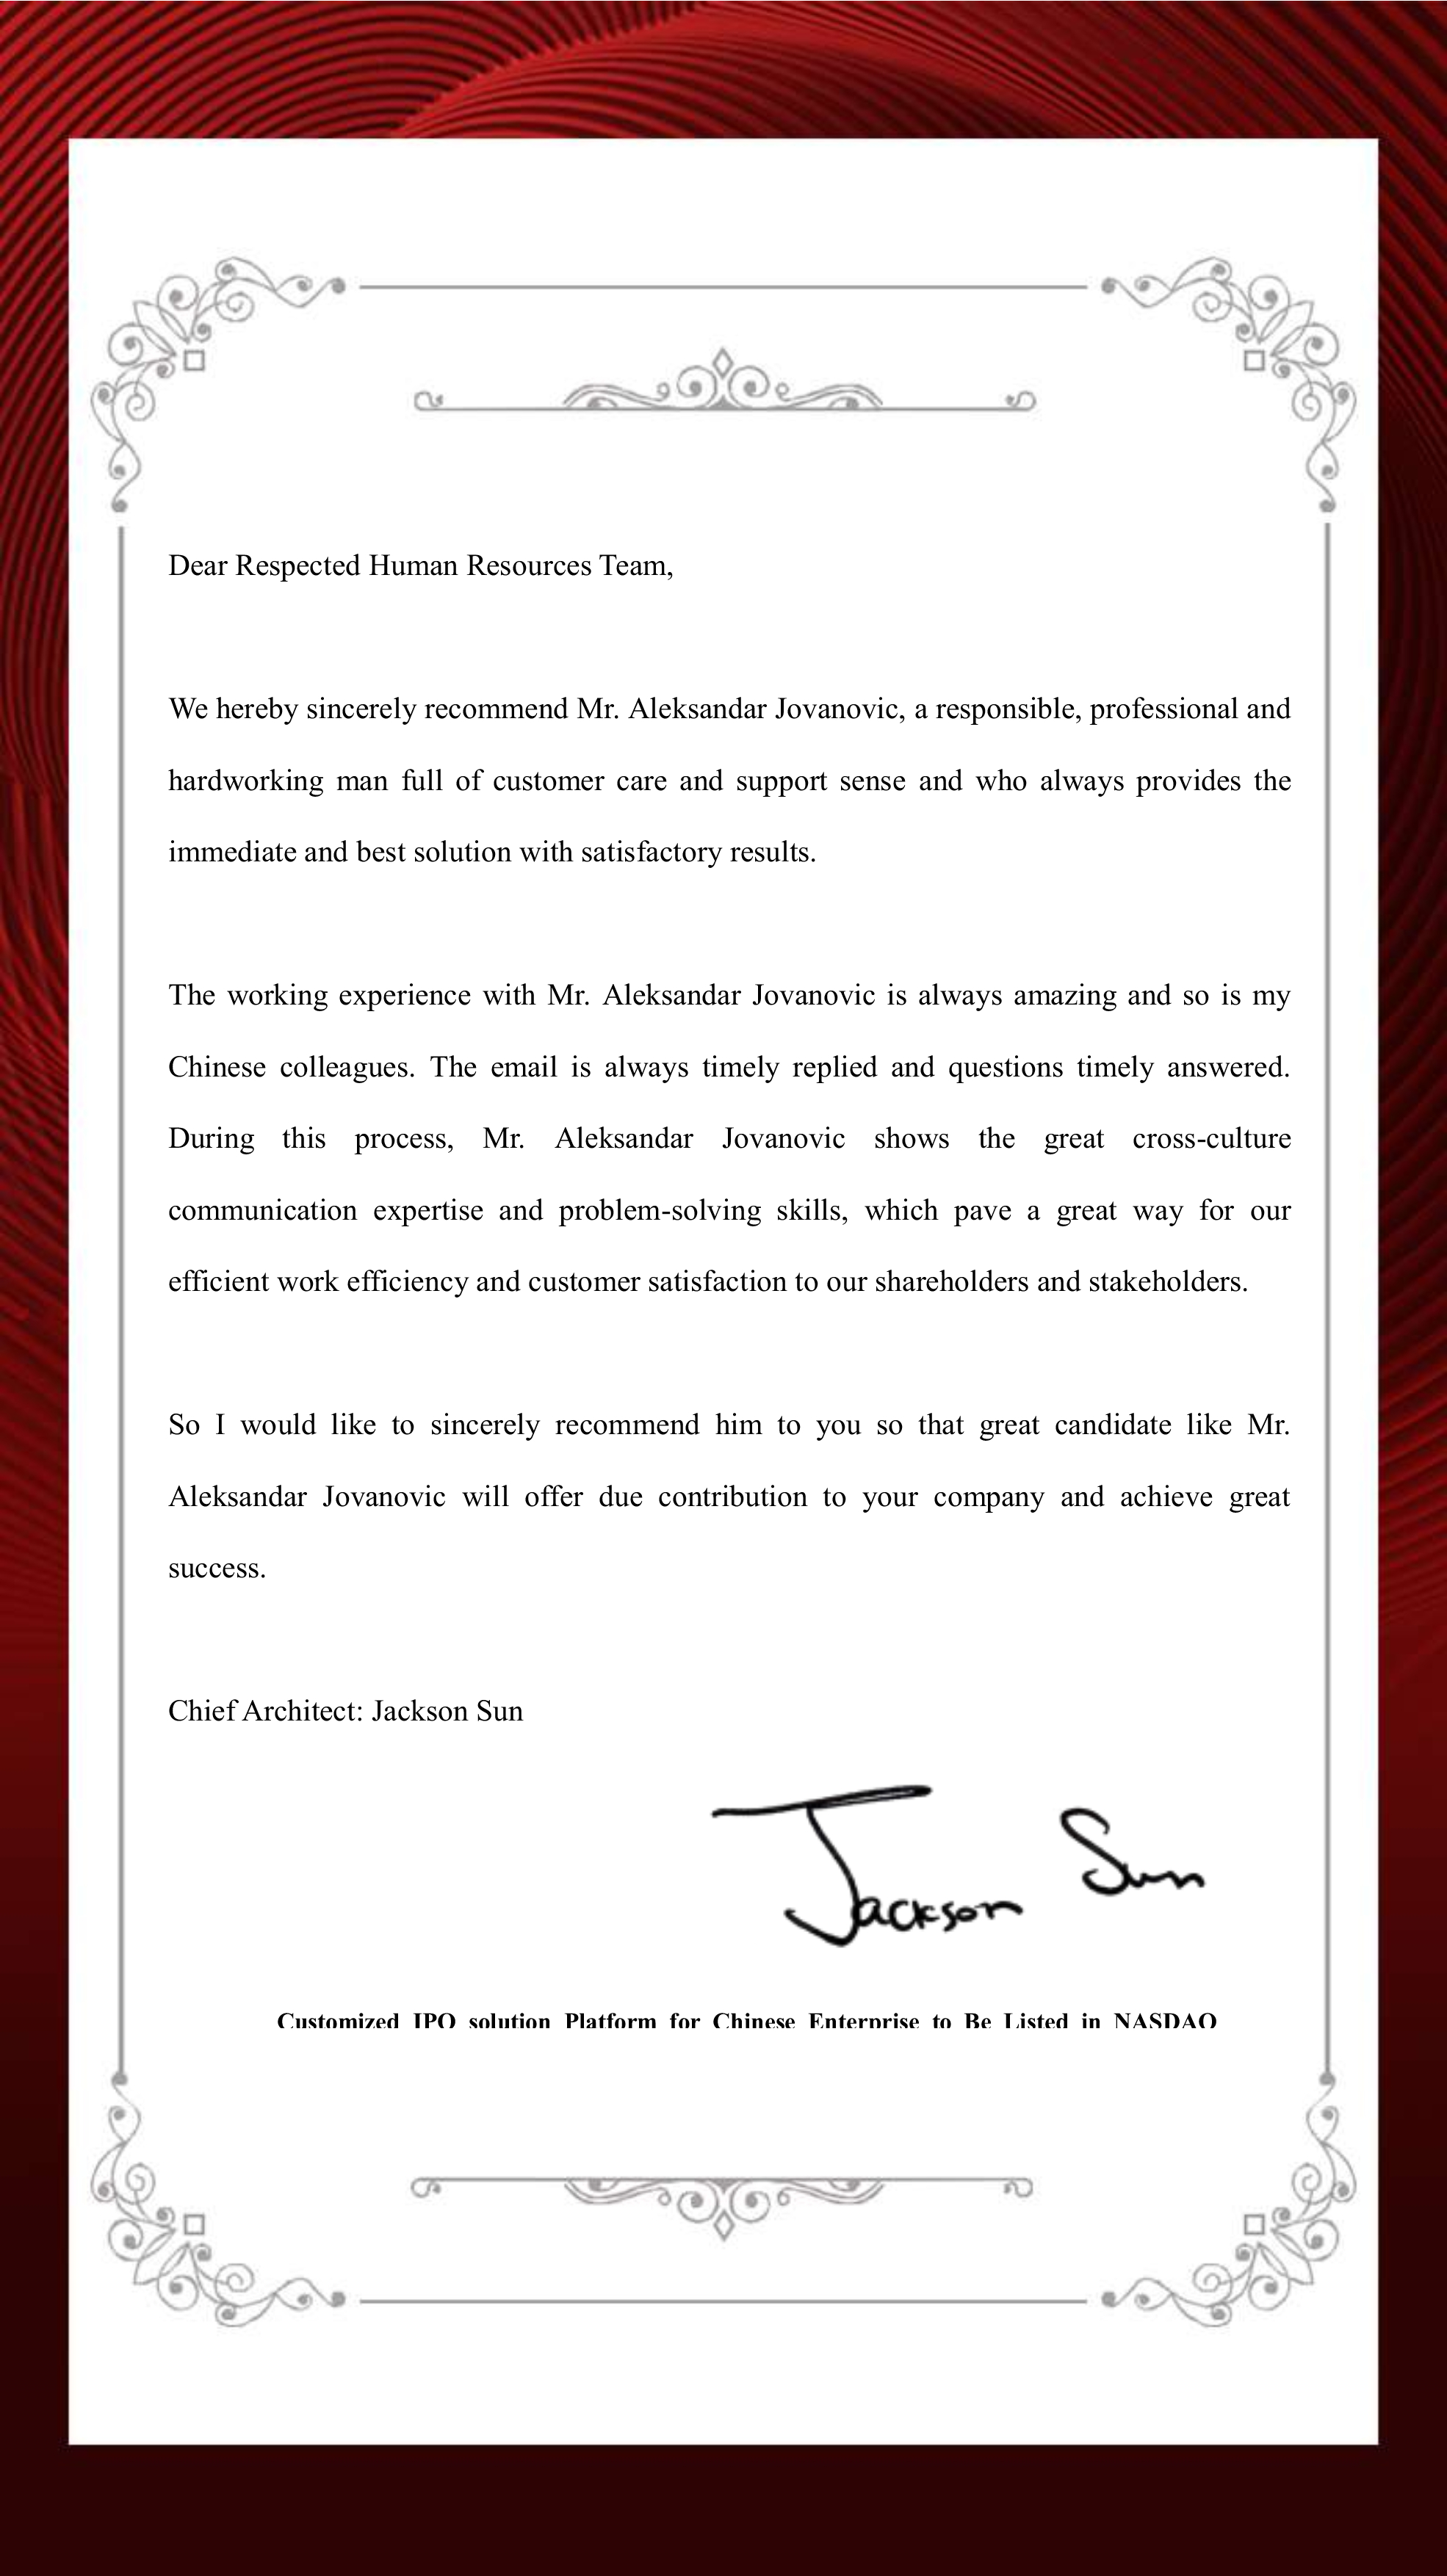 Dear Respected Human Resources Team,
We hereby sincerely recommend Mr. Aleksandar Jovanovic, a responsible, professional and
hardworking man full of customer care and support sense and who always provides the
immediate and best solution with satisfactory results.
The working experience with Mr. Aleksandar Jovanovic is always amazing and so is my
Chinese colleagues. The email is always timely replied and questions timely answered.
During this process, Mr. Aleksandar Jovanovic shows the great cross-culture
communication expertise and problem-solving skills, which pave a great way for our
efficient work efficiency and customer satisfaction to our shareholders and stakeholders.
So I would like to sincerely recommend him to you so that great candidate like Mr.
Aleksandar Jovanovic will offer due contribution to your company and achieve great
success.
Chief Architect: Jackson Sun
Jackson Sun
Customized IPO solution Platform for Chinese Enterprise to Be Listed in NASDAQ